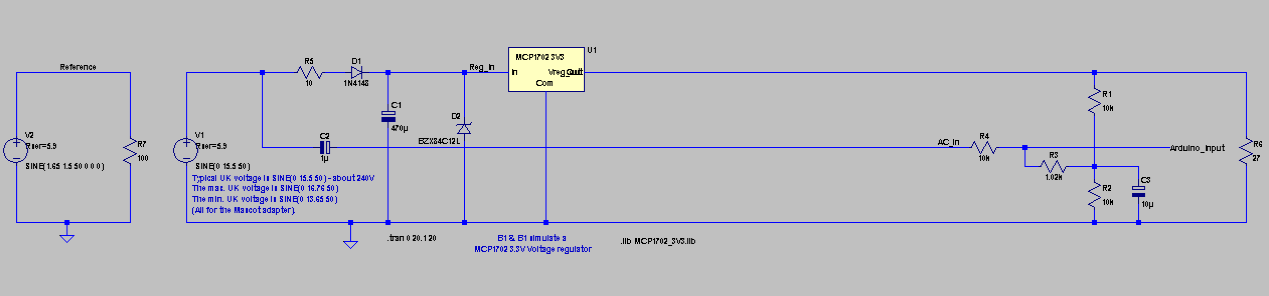 Reference
V2
Rser=5.9
SINE(1.65 1.5 50 0 0 0)
R7
100
V1
Rser=5.9
SINE(0 15.5 50)
Typical UK voltage is SINE(0 15.5 50) - about 240V
The max. UK voltage is SINE(0 16.76 50)
The min. UK voltage is SINE(0 13.65 50)
(All for the Mascot adapter).
R5
10
D1
1N4148
C2
1µ
C1
470µ
D2
BZX84C12L
Reg_in
MCP1702 3V3
U1
In
Vreg_out
Com
.tran 0 20. 1 20
B1 & B1 simulates
MCP1702 3.3V Voltage regulator
.lib MCP1702_3V3.lib
AC_in
R4
10k
R3
1.02k
R1
10k
R2
10k
C3
10µ
Arduino_input
R6
27